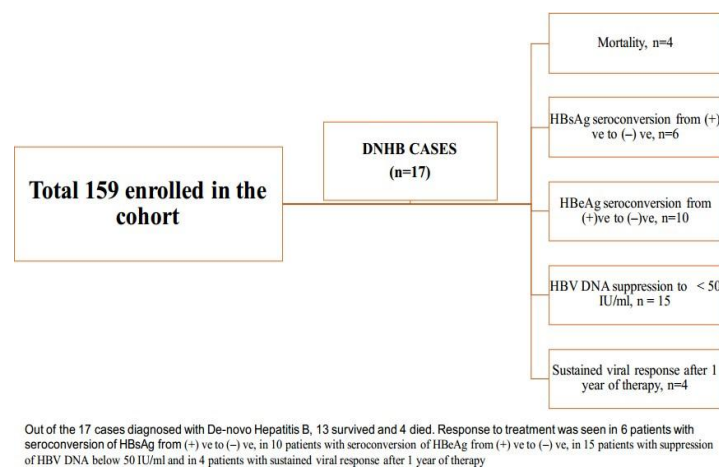 Total 159 enrolled in the
cohort
DNHB CASES
(n=17)
Mortality, n=4
HBsAg seroconversion from (+)
ve to (–) ve, n=6
HBeAg seroconversion from
(+)ve to (–)ve, n=10
HBV DNA suppression to < 50
IU/ml, n = 15
Sustained viral response after 1
year of therapy, n=4
Out of the 17 cases diagnosed with De-novo Hepatitis B, 13 survived and 4 died. Response to treatment was seen in 6 patients with
seroconversion of HBsAg from (+) ve to (–) ve, in 10 patients with seroconversion of HBeAg from (+) ve to (–) ve, in 15 patients with suppression
of HBV DNA below 50 IU/ml and in 4 patients with sustained viral response after 1 year of therapy